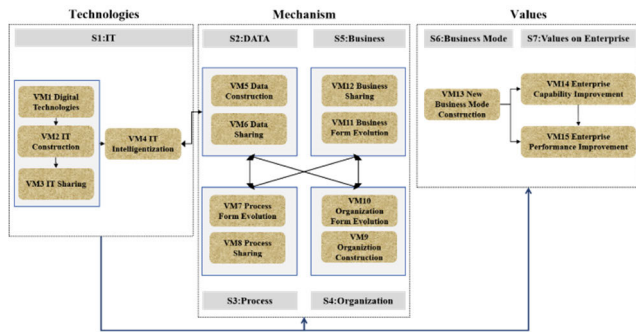 Technologies
Mechanism
Values
S1:IT
S2:DATA
S5:Business
S6:Business Mode
S7:Values on Enterprise
VM1 Digital
Technologies
VM2 IT
Construction
VM3 IT Sharing
VM4 IT
Intelligentization
VM5 Data
Construction
VM6 Data
Sharing
VM12 Business
Sharing
VM11 Business
Form Evolution
VM7 Process
Form Evolution
VM8 Process
Sharing
VM10
Organization
Form Evolution
VM9
Organiztion
Construction
S3:Process
S4:Organization
VM13 New
Business Mode
Construction
VM14 Enterprise
Capability Improvement
VM15 Enterprise
Performance Improvement